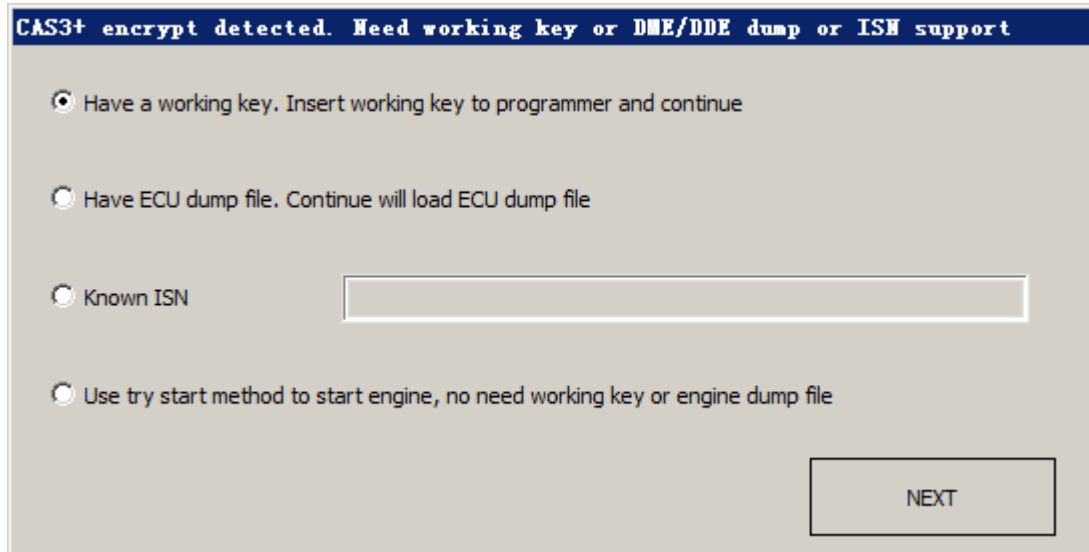 CAS3+ encrypt detected. Need working key or DME/DDE dump or ISN support
Have a working key. Insert working key to programmer and continue
Have ECU dump file. Continue will load ECU dump file
Known ISN
Use try start method to start engine, no need working key or engine dump file
NEXT